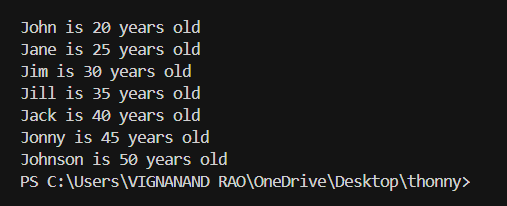 John is 20 years old
Jane is 25 years old
Jim is 30 years old
Jill is 35 years old
Jack is 40 years old
Jonny is 45 years old
Johnson is 50 years old
PS C:\Users\VIGNANAND RAO\OneDrive\Desktop\thonny>